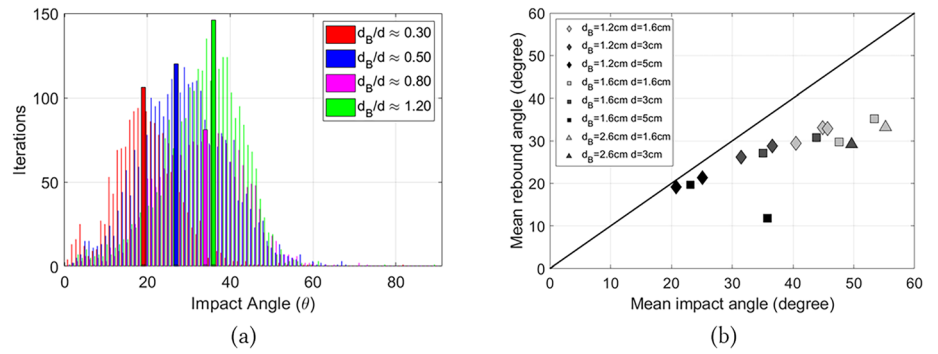 150
100
50
0
0
20
40
60
80
Iterations
Impact Angle (θ)
d_B/d ≈ 0.30
d_B/d ≈ 0.50
d_B/d ≈ 0.80
d_B/d ≈ 1.20
(a)
60
50
40
30
20
10
0
0
10
20
30
40
50
60
Mean rebound angle (degree)
Mean impact angle (degree)
d_B=1.2cm d=1.6cm
d_B=1.2cm d=3cm
d_B=1.2cm d=5cm
d_B=1.6cm d=1.6cm
d_B=1.6cm d=3cm
d_B=1.6cm d=5cm
d_B=2.6cm d=1.6cm
d_B=2.6cm d=3cm
(b)